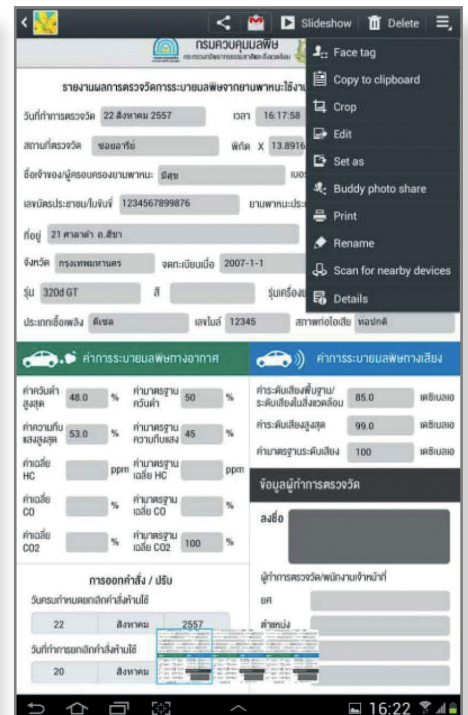 Slideshow Delete
กรมควบคุมมลพิษ
Face tag
Copy to clipboard
Crop
Edit
Set as
Buddy photo share
Print
Rename
Scan for nearby devices
Details
รายงานผลการตรวจวัดการระบายมลพิษจากยานพาหนะใช้งาน
วันที่ทำการตรวจวัด 22 สิงหาคม 2557 เวลา 16:17:58
สถานที่ตรวจวัด ซอยอารีย์ พิกัด X 13.8916
ชื่อเจ้าของ/ผู้ครอบครองยานพาหนะ มีสุข
เลขบัตรประชาชน/ใบขับขี่ 1234567899876
ที่อยู่ 21 ศาลาดำ ถ.สีขา
จังหวัด กรุงเทพมหานคร จดทะเบียนเมื่อ 2007-1-1
รุ่น 320d GT สี
ประเภทเชื้อเพลิง ดีเซล เลขไมล์ 12345 สภาพท่อไอเสีย ท่อปกติ
ค่าการระบายมลพิษทางอากาศ
ค่าควันดำสูงสุด 48.0 % ค่ามาตรฐานควันดำ 50 %
ค่าความทึบแสงสูงสุด 53.0 % ค่ามาตรฐานความทึบแสง 45 %
ค่าเฉลี่ย HC ppm ค่ามาตรฐานเฉลี่ย HC ppm
ค่าเฉลี่ย CO % ค่ามาตรฐานเฉลี่ย CO %
ค่าเฉลี่ย CO2 % ค่ามาตรฐานเฉลี่ย CO2 100 %
ค่าการระบายมลพิษทางเสียง
ค่าระดับเสียงพื้นฐาน/
ระดับเสียงในสิ่งแวดล้อม 85.0 เดซิเบลเอ
ค่าระดับเสียงสูงสุด 99.0 เดซิเบลเอ
ค่ามาตรฐานระดับเสียง 100 เดซิเบลเอ
ข้อมูลผู้ทำการตรวจวัด
ลงชื่อ
ผู้ทำการตรวจวัด/พนักงานเจ้าหน้าที่
ยศ
ตำแหน่ง
การออกคำสั่ง / ปรับ
วันครบกำหนดยกเลิกคำสั่งห้ามใช้
22 สิงหาคม 2557
วันที่ทำการยกเลิกคำสั่งห้ามใช้
20 สิงหาคม
16:22